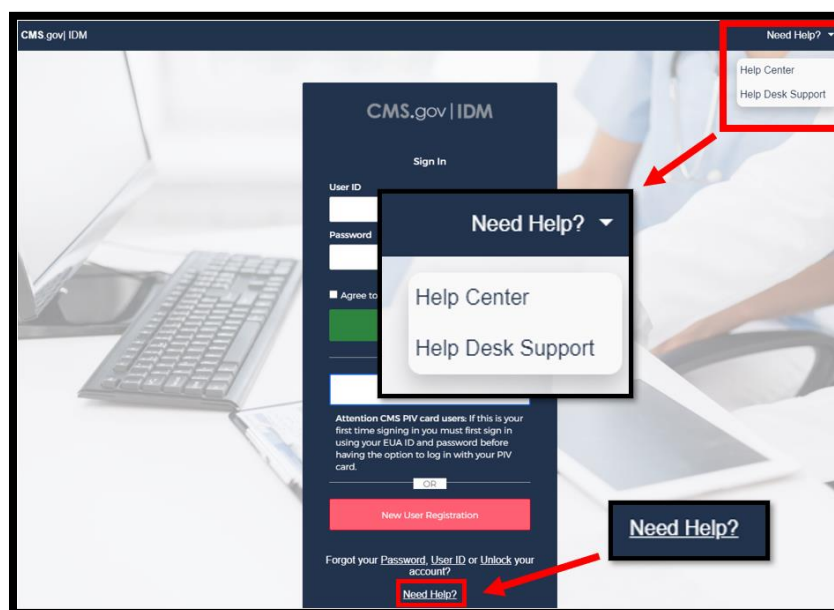 CMS.gov| IDM
Need Help?
Help Center
Help Desk Support
CMS.gov|IDM
Sign In
User ID
Password
Agree to
Need Help?
Help Center
Help Desk Support
Attention CMS PIV card users: If this is your
first time signing in you must first sign in
using your EUA ID and password before
having the option to log in with your PIV
card.
OR
New User Registration
Need Help?
Forgot your Password, User ID or Unlock your
account?
Need Help?